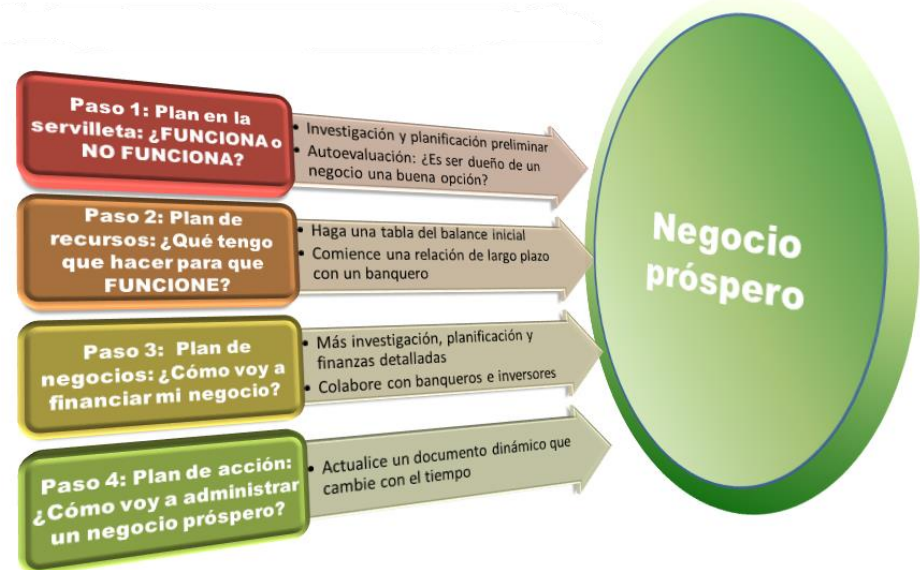 Paso 1: Plan en la
servilleta: ¿FUNCIONA o
NO FUNCIONA?
• Investigación y planificación preliminar
• Autoevaluación: ¿Es ser dueño de un
negocio una buena opción?
Paso 2: Plan de
recursos: ¿Qué tengo
que hacer para que
FUNCIONE?
• Haga una tabla del balance inicial
• Comience una relación de largo plazo
con un banquero
Paso 3: Plan de
negocios: ¿Cómo voy a
financiar mi negocio?
• Más investigación, planificación y
finanzas detalladas
• Colabore con banqueros e inversores
Paso 4: Plan de acción:
¿Cómo voy a administrar
un negocio próspero?
• Actualice un documento dinámico que
cambie con el tiempo
Negocio
próspero